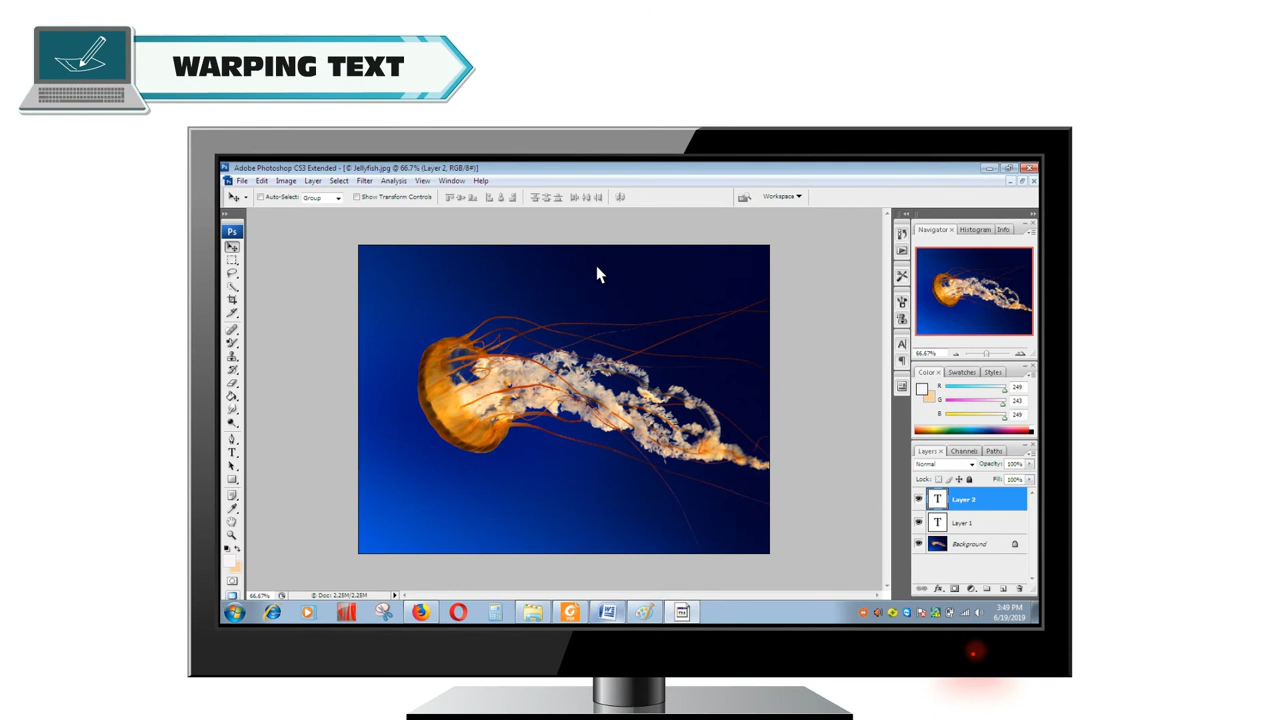 WARPING TEXT
Adobe Photoshop CS3 Extended - [© Jellyfish.jpg @ 66.7% (Layer 2, RGB/8#)]
File Edit Image Layer Select Filter Analysis View Window Help
Auto-Select: Group Show Transform Controls Workspace
Ps
Navigator Histogram Info
66.67%
Color Swatches Styles
R 249
G 243
B 249
Layers Channels Paths
Normal Opacity: 100%
Lock: Fill: 100%
T Layer 2
T Layer 1
Background
66.67% Doc: 2.25M/2.25M
3:49 PM
6/19/2019